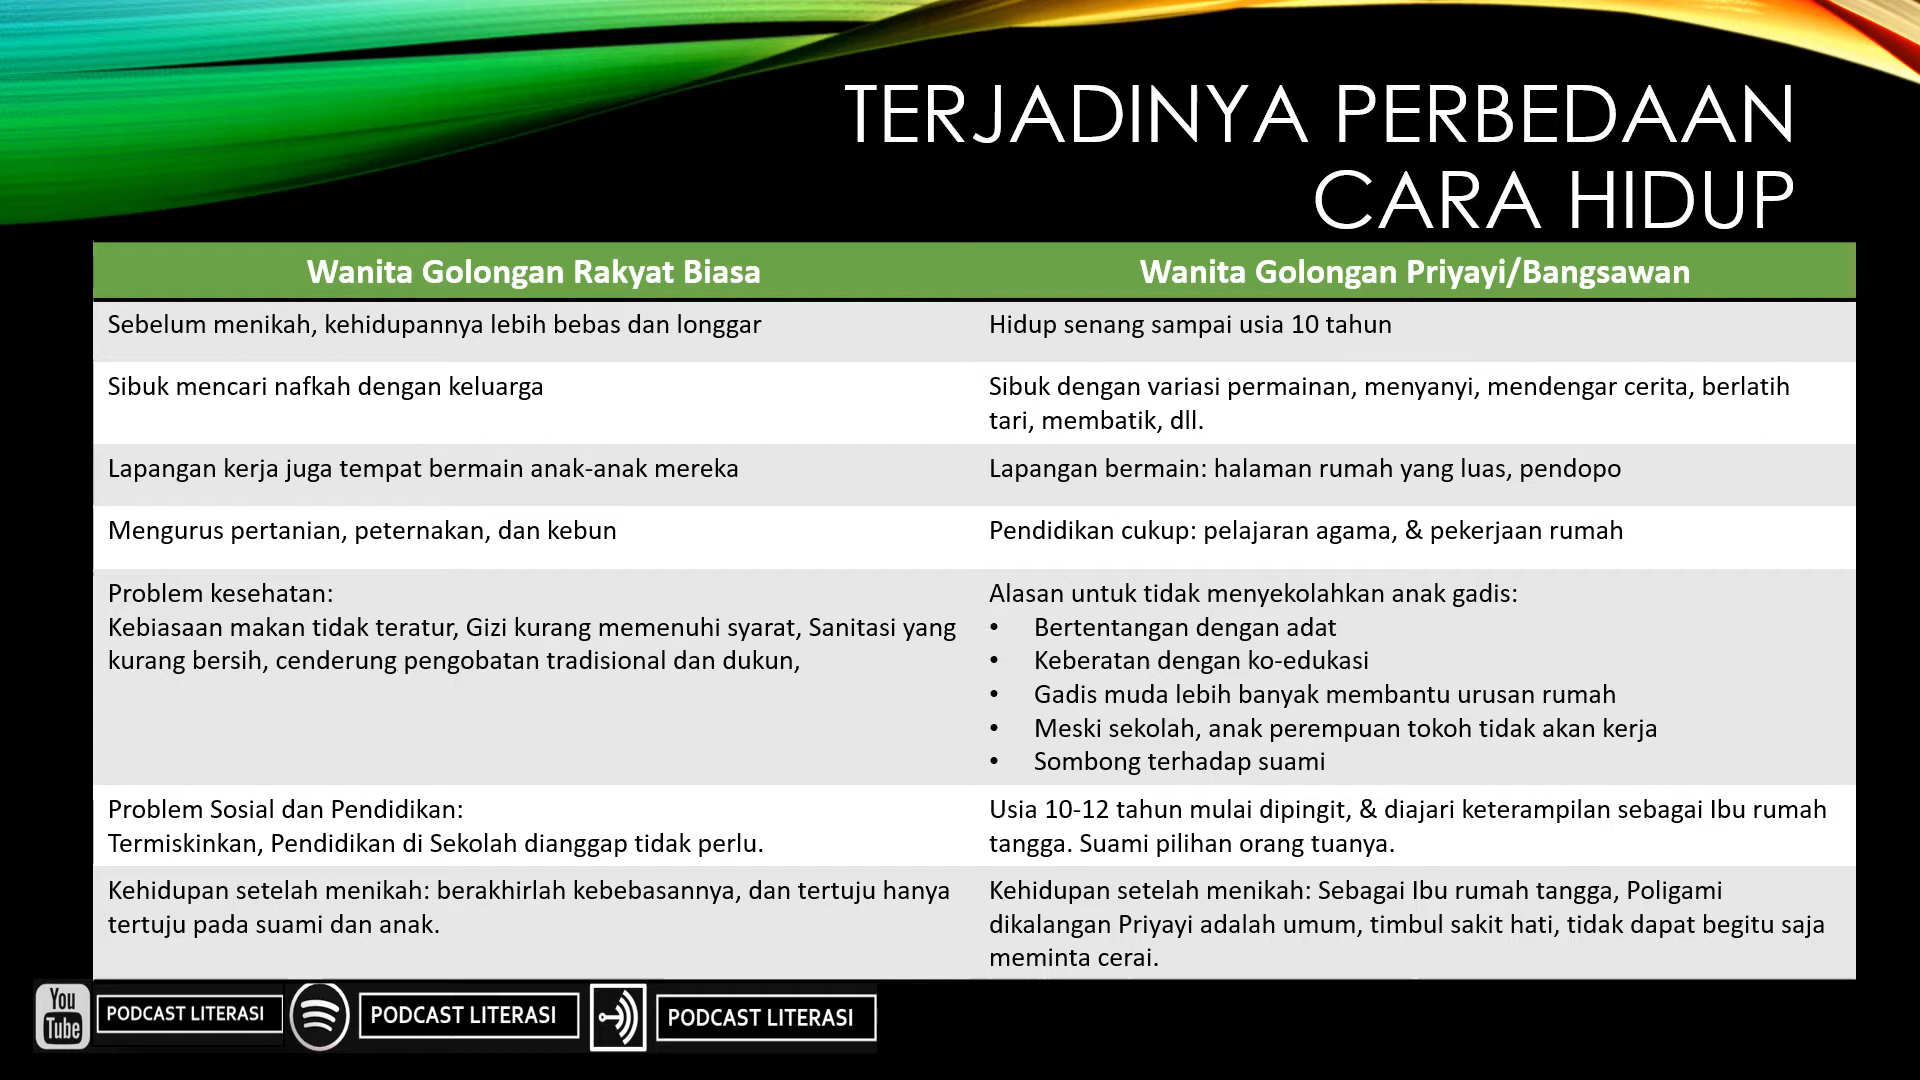 TERJADINYA PERBEDAAN
CARA HIDUP
Wanita Golongan Rakyat Biasa
Wanita Golongan Priyayi/Bangsawan
Sebelum menikah, kehidupannya lebih bebas dan longgar
Hidup senang sampai usia 10 tahun
Sibuk mencari nafkah dengan keluarga
Sibuk dengan variasi permainan, menyanyi, mendengar cerita, berlatih
tari, membatik, dll.
Lapangan kerja juga tempat bermain anak-anak mereka
Lapangan bermain: halaman rumah yang luas, pendopo
Mengurus pertanian, peternakan, dan kebun
Pendidikan cukup: pelajaran agama, & pekerjaan rumah
Problem kesehatan:
Kebiasaan makan tidak teratur, Gizi kurang memenuhi syarat, Sanitasi yang
kurang bersih, cenderung pengobatan tradisional dan dukun,
Alasan untuk tidak menyekolahkan anak gadis:
• Bertentangan dengan adat
• Keberatan dengan ko-edukasi
• Gadis muda lebih banyak membantu urusan rumah
• Meski sekolah, anak perempuan tokoh tidak akan kerja
• Sombong terhadap suami
Problem Sosial dan Pendidikan:
Termiskinkan, Pendidikan di Sekolah dianggap tidak perlu.
Usia 10-12 tahun mulai dipingit, & diajari keterampilan sebagai Ibu rumah
tangga. Suami pilihan orang tuanya.
Kehidupan setelah menikah: berakhirlah kebebasannya, dan tertuju hanya
tertuju pada suami dan anak.
Kehidupan setelah menikah: Sebagai Ibu rumah tangga, Poligami
dikalangan Priyayi adalah umum, timbul sakit hati, tidak dapat begitu saja
meminta cerai.
You
Tube
PODCAST LITERASI
PODCAST LITERASI
PODCAST LITERASI